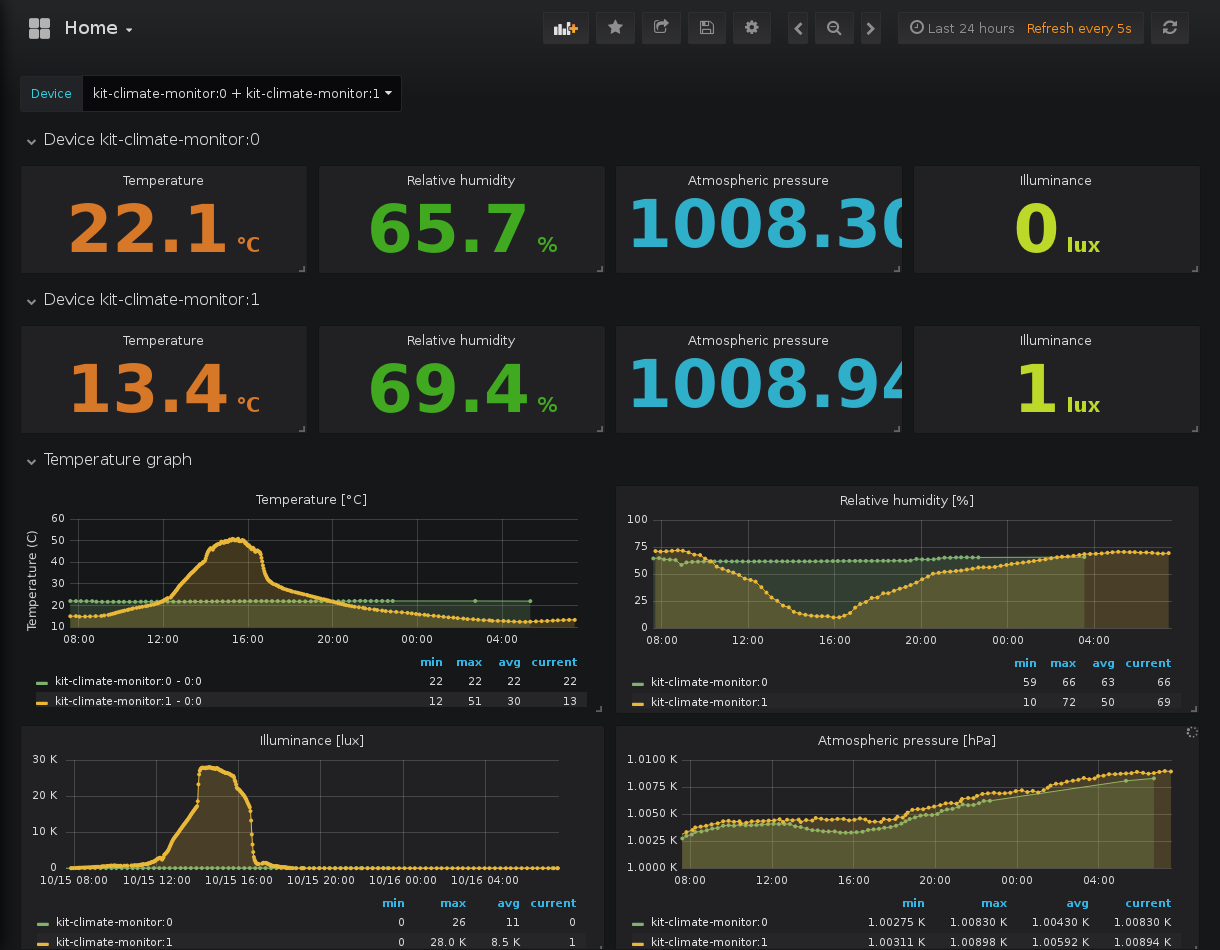 Home
Last 24 hours Refresh every 5s
Device kit-climate-monitor:0 + kit-climate-monitor:1
Device kit-climate-monitor:0
Temperature Relative humidity Atmospheric pressure Illuminance
22.1 °C 65.7 % 1008.30 0 lux
Device kit-climate-monitor:1
Temperature Relative humidity Atmospheric pressure Illuminance
13.4 °C 69.4 % 1008.94 1 lux
Temperature graph
Temperature [°C]
Temperature (C)
60
50
40
30
20
10
08:00 12:00 16:00 20:00 00:00 04:00
min max avg current
kit-climate-monitor:0 - 0:0 22 22 22 22
kit-climate-monitor:1 - 0:0 12 51 30 13
Relative humidity [%]
100
75
50
25
0
08:00 12:00 16:00 20:00 00:00 04:00
min max avg current
kit-climate-monitor:0 59 66 63 66
kit-climate-monitor:1 10 72 50 69
Illuminance [lux]
30 K
20 K
10 K
0
10/15 08:00 10/15 12:00 10/15 16:00 10/15 20:00 10/16 00:00 10/16 04:00
min max avg current
kit-climate-monitor:0 0 26 11 0
kit-climate-monitor:1 0 28.0 K 8.5 K 1
Atmospheric pressure [hPa]
1.0100 K
1.0075 K
1.0050 K
1.0025 K
1.0000 K
08:00 12:00 16:00 20:00 00:00 04:00
min max avg current
kit-climate-monitor:0 1.00275 K 1.00830 K 1.00430 K 1.00830 K
kit-climate-monitor:1 1.00311 K 1.00898 K 1.00592 K 1.00894 K